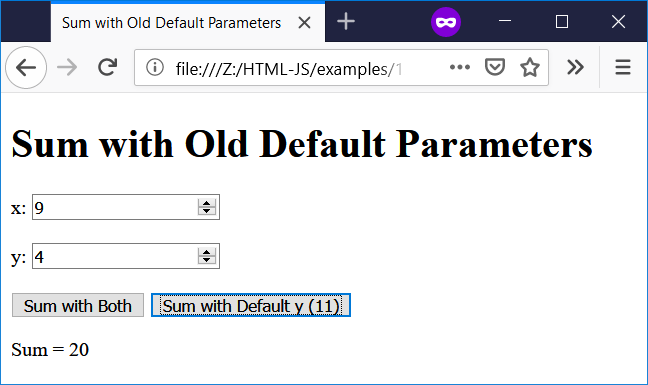 Sum with Old Default Parameters
file:///Z:/HTML-JS/examples/1
Sum with Old Default Parameters
x: 9
y: 4
Sum with Both Sum with Default y (11)
Sum = 20